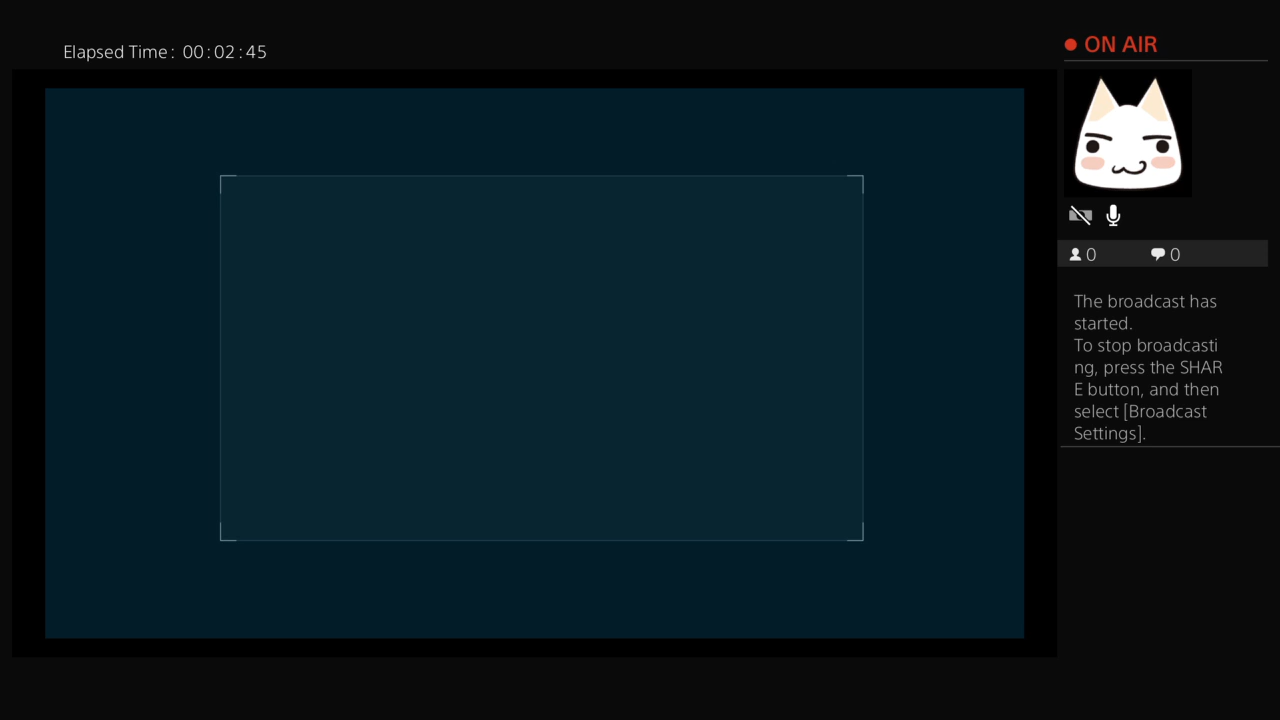 Elapsed Time: 00:02:45
ON AIR
0 0
The broadcast has
started.
To stop broadcasti
ng, press the SHAR
E button, and then
select [Broadcast
Settings].